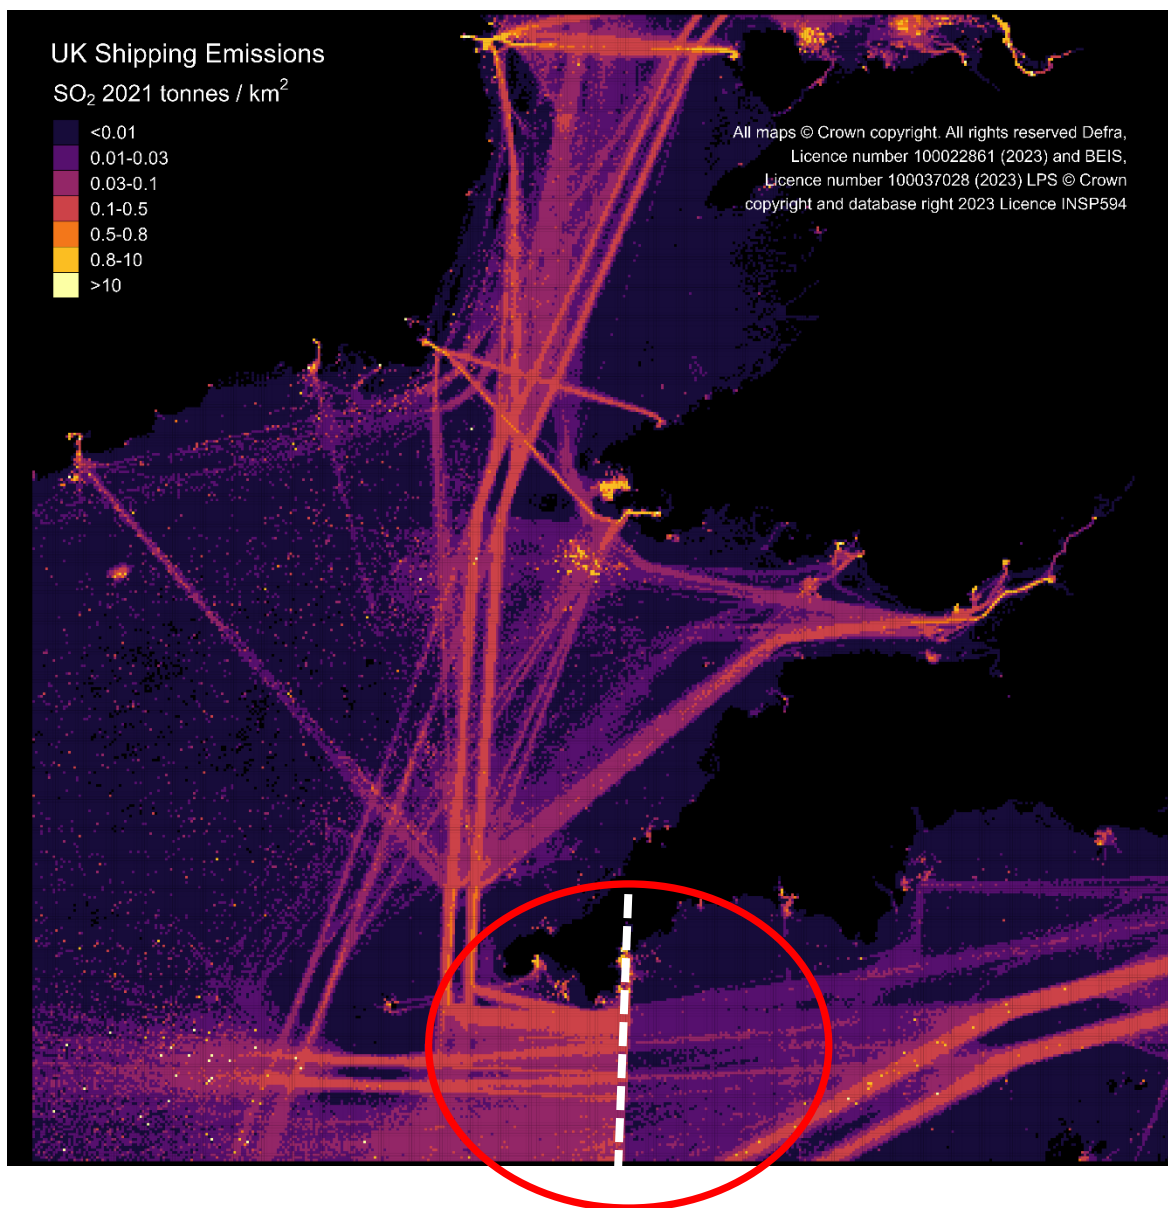 UK Shipping Emissions
SO₂ 2021 tonnes / km²
<0.01
0.01-0.03
0.03-0.1
0.1-0.5
0.5-0.8
0.8-10
>10
All maps © Crown copyright. All rights reserved Defra,
Licence number 100022861 (2023) and BEIS,
Licence number 100037028 (2023) LPS © Crown
copyright and database right 2023 Licence INSP594